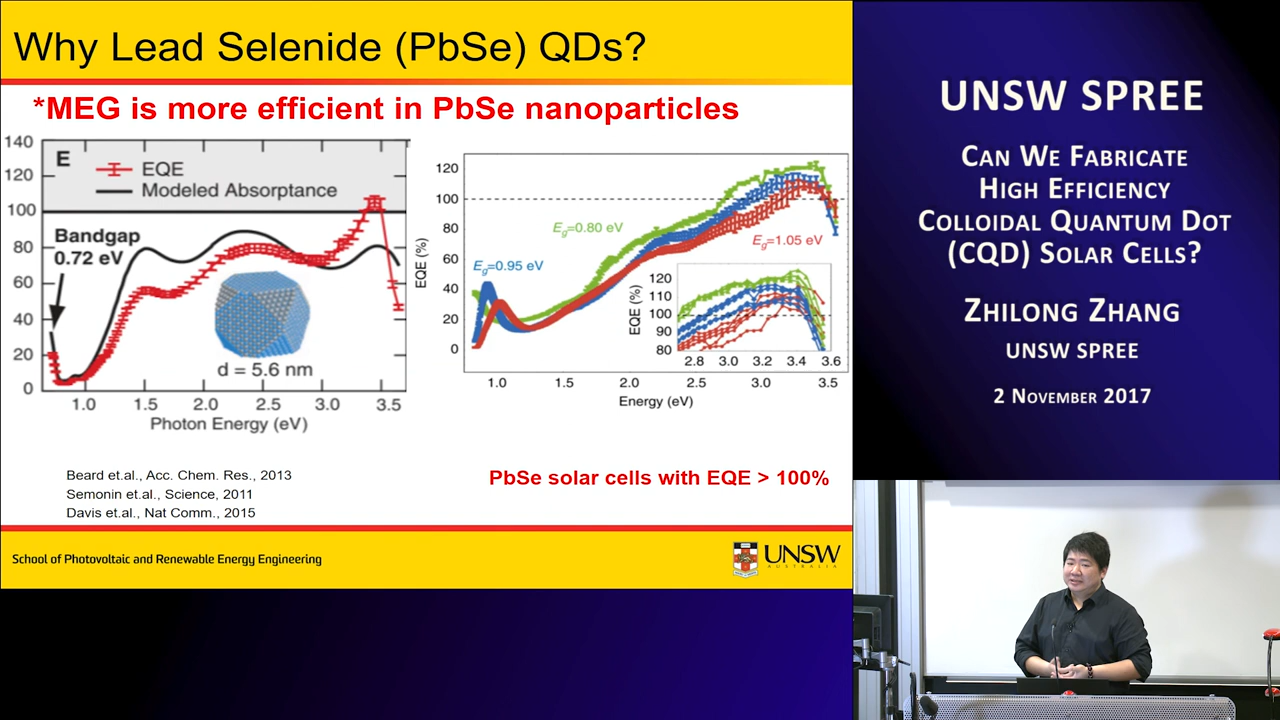 Why Lead Selenide (PbSe) QDs?
*MEG is more efficient in PbSe nanoparticles
140
120
100
80
60
40
20
0
E
EQE
Modeled Absorptance
Bandgap
0.72 eV
d = 5.6 nm
1.0 1.5 2.0 2.5 3.0 3.5
Photon Energy (eV)
EQE (%)
120
100
80
60
40
20
0
Eg=0.80 eV
Eg=0.95 eV
Eg=1.05 eV
EQE (%)
120
110
100
90
80
2.8 3.0 3.2 3.4 3.6
1.0 1.5 2.0 2.5 3.0 3.5
Energy (eV)
Beard et.al., Acc. Chem. Res., 2013
Semonin et.al., Science, 2011
Davis et.al., Nat Comm., 2015
PbSe solar cells with EQE > 100%
School of Photovoltaic and Renewable Energy Engineering
UNSW
AUSTRALIA
UNSW SPREE
Can We Fabricate
High Efficiency
Colloidal Quantum Dot
(CQD) Solar Cells?
Zhilong Zhang
UNSW SPREE
2 November 2017